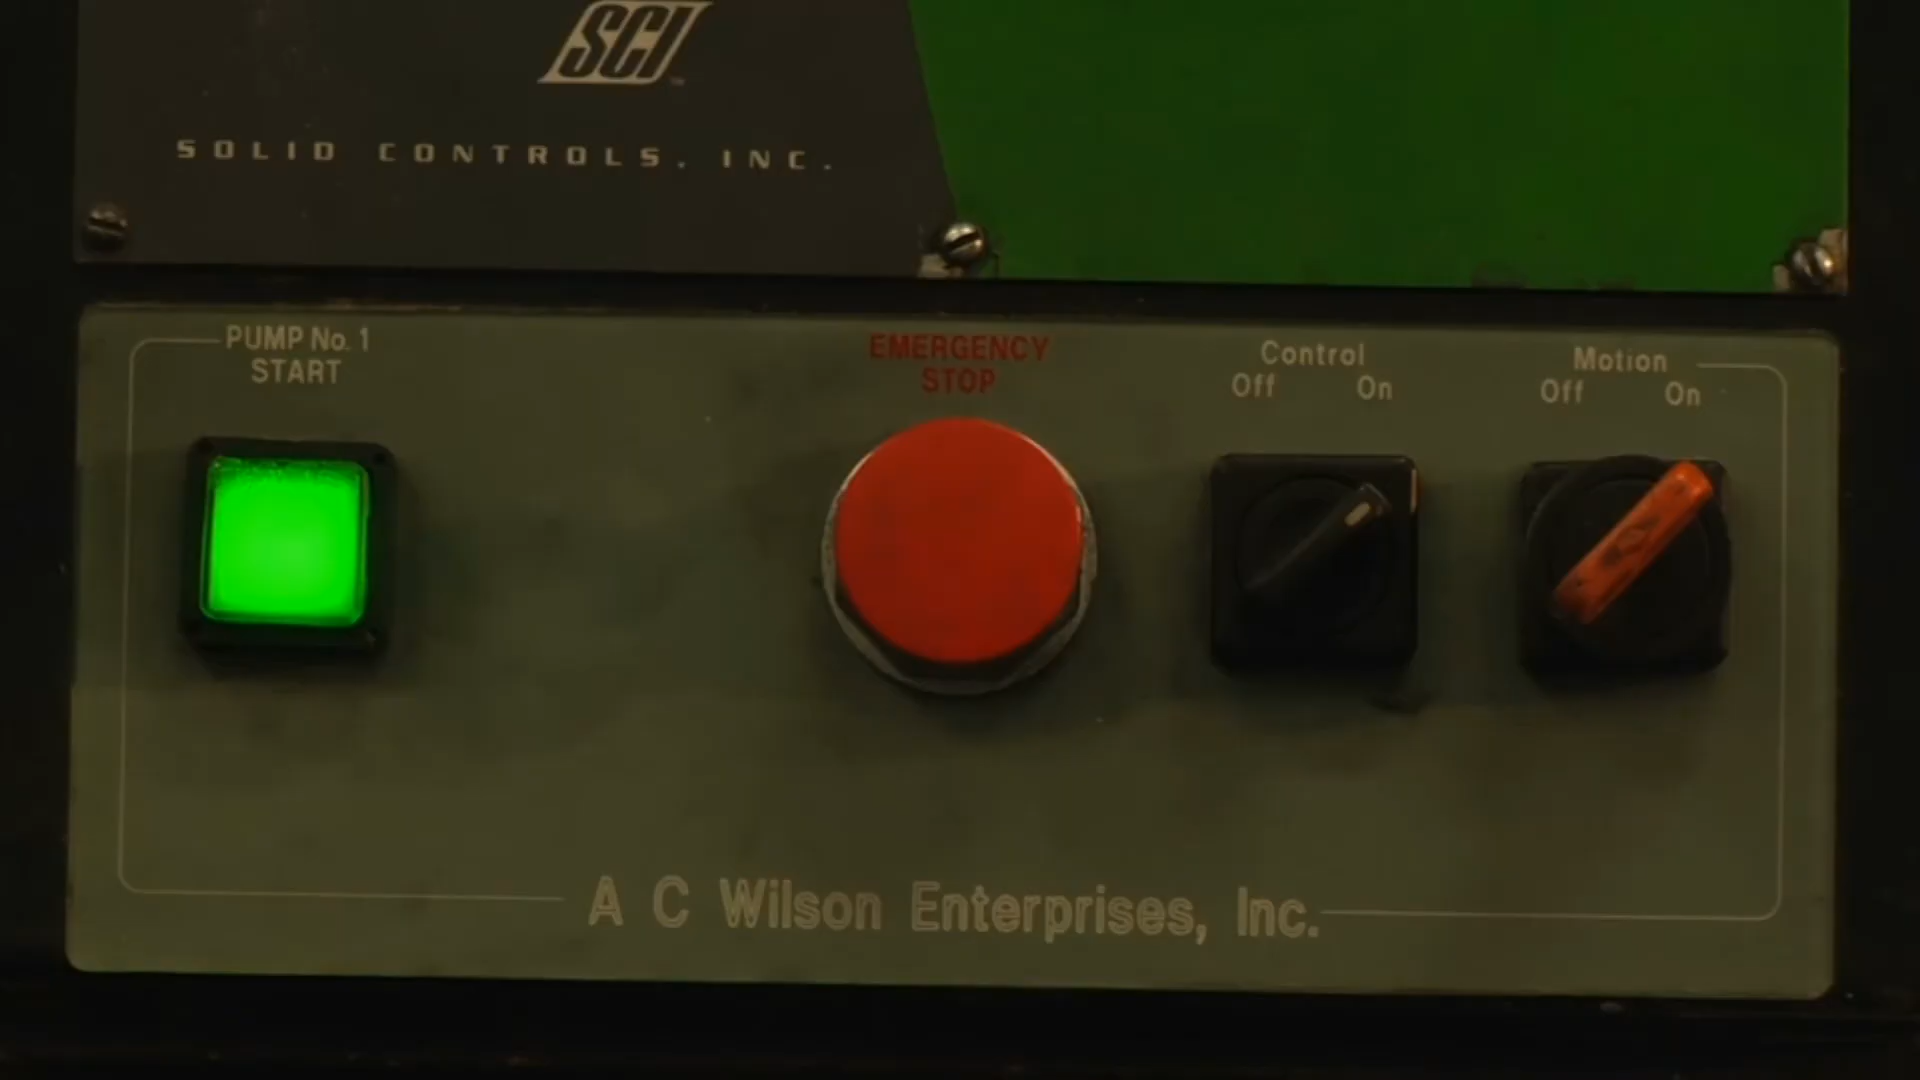 SCI
SOLID CONTROLS, INC.
PUMP No. 1
START
EMERGENCY
STOP
Control
Off On
Motion
Off On
A C Wilson Enterprises, Inc.